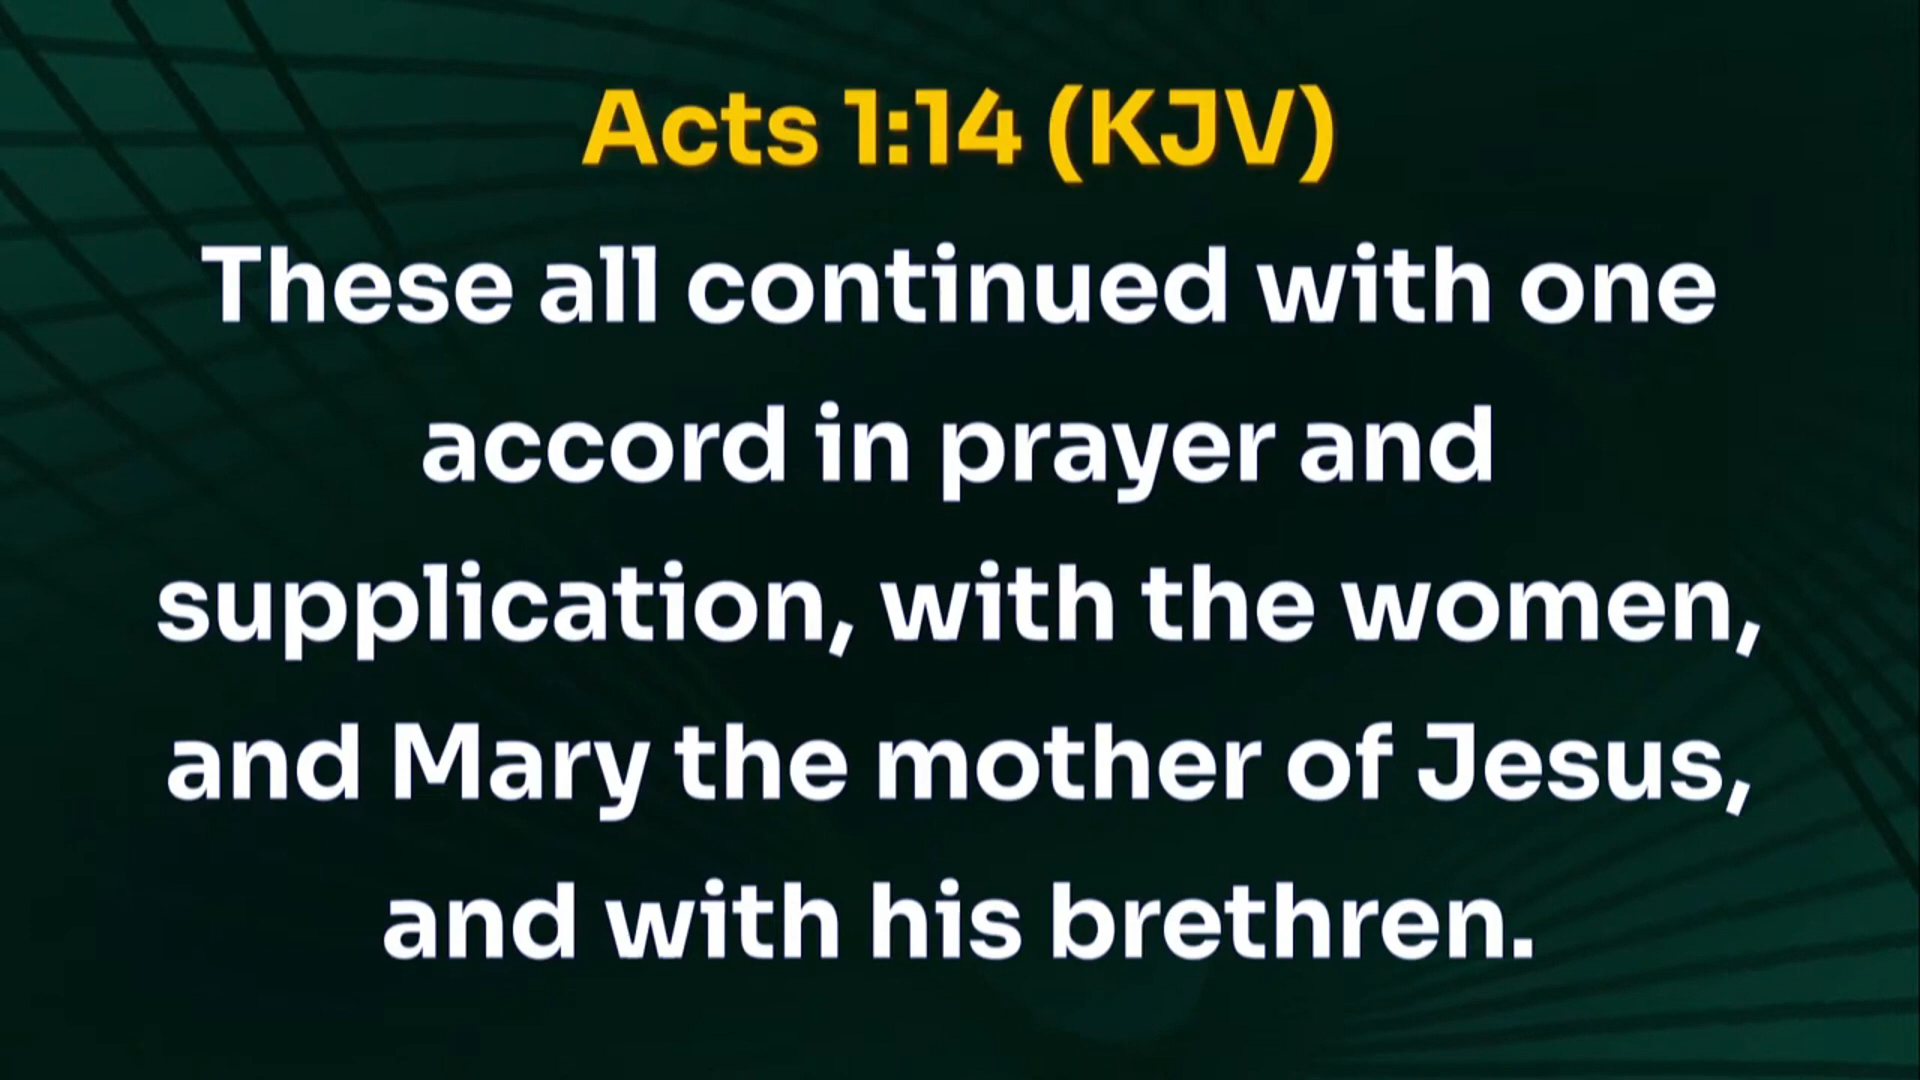 Acts 1:14 (KJV)
These all continued with one
accord in prayer and
supplication, with the women,
and Mary the mother of Jesus,
and with his brethren.